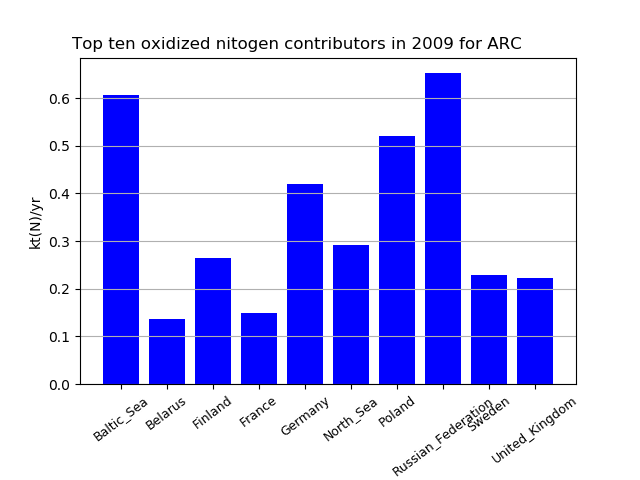 Top ten oxidized nitogen contributors in 2009 for ARC
kt(N)/yr
0.6
0.5
0.4
0.3
0.2
0.1
0.0
Baltic_Sea
Belarus
Finland
France
Germany
North_Sea
Poland
Russian_Federation
Sweden
United_Kingdom